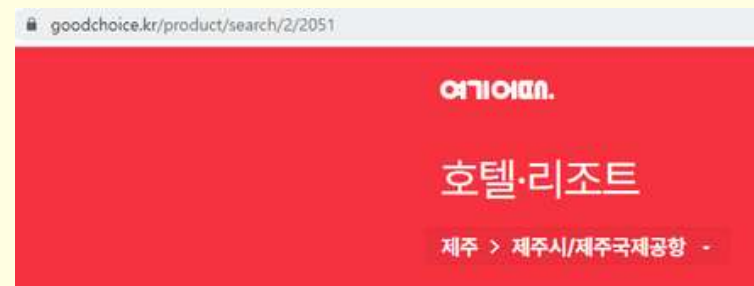 goodchoice.kr/product/search/2/2051
여기어때.
호텔·리조트
제주 > 제주시/제주국제공항